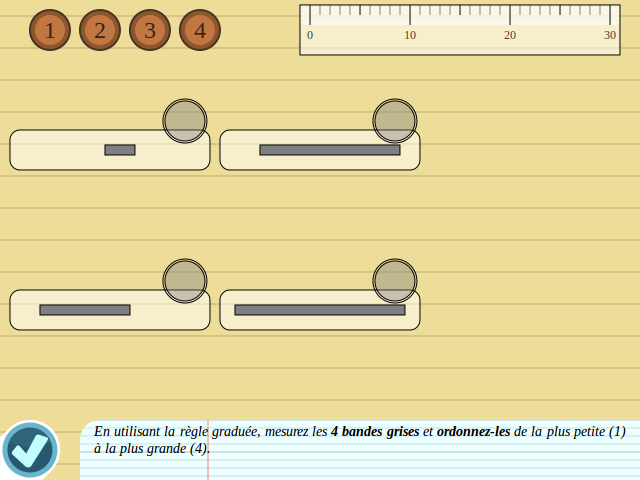 1 2 3 4
0 10 20 30
En utilisant la règle graduée, mesurez les 4 bandes grises et ordonnez-les de la plus petite (1)
à la plus grande (4).